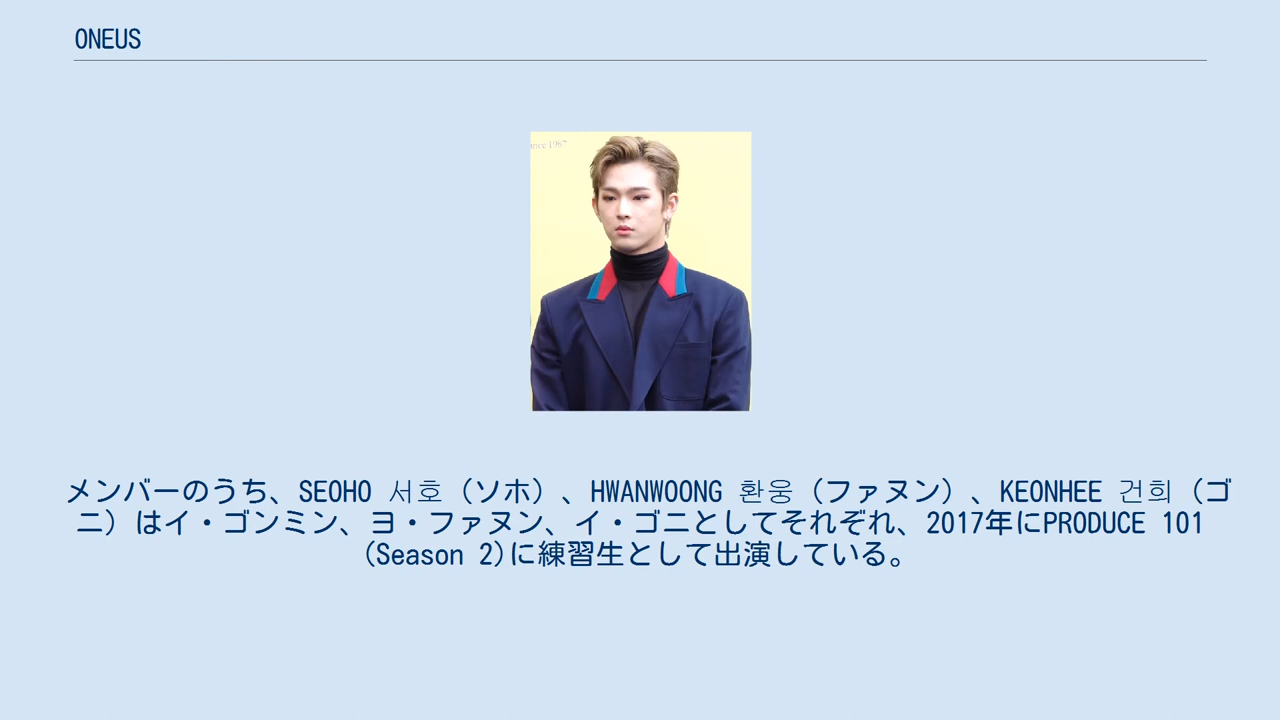 ONEUS
ince 1967
メンバーのうち、SEOHO 서호（ソホ）、HWANWOONG 환웅（ファヌン）、KEONHEE 건희（ゴ
ニ）はイ・ゴンミン、ヨ・ファヌン、イ・ゴニとしてそれぞれ、2017年にPRODUCE 101
(Season 2)に練習生として出演している。